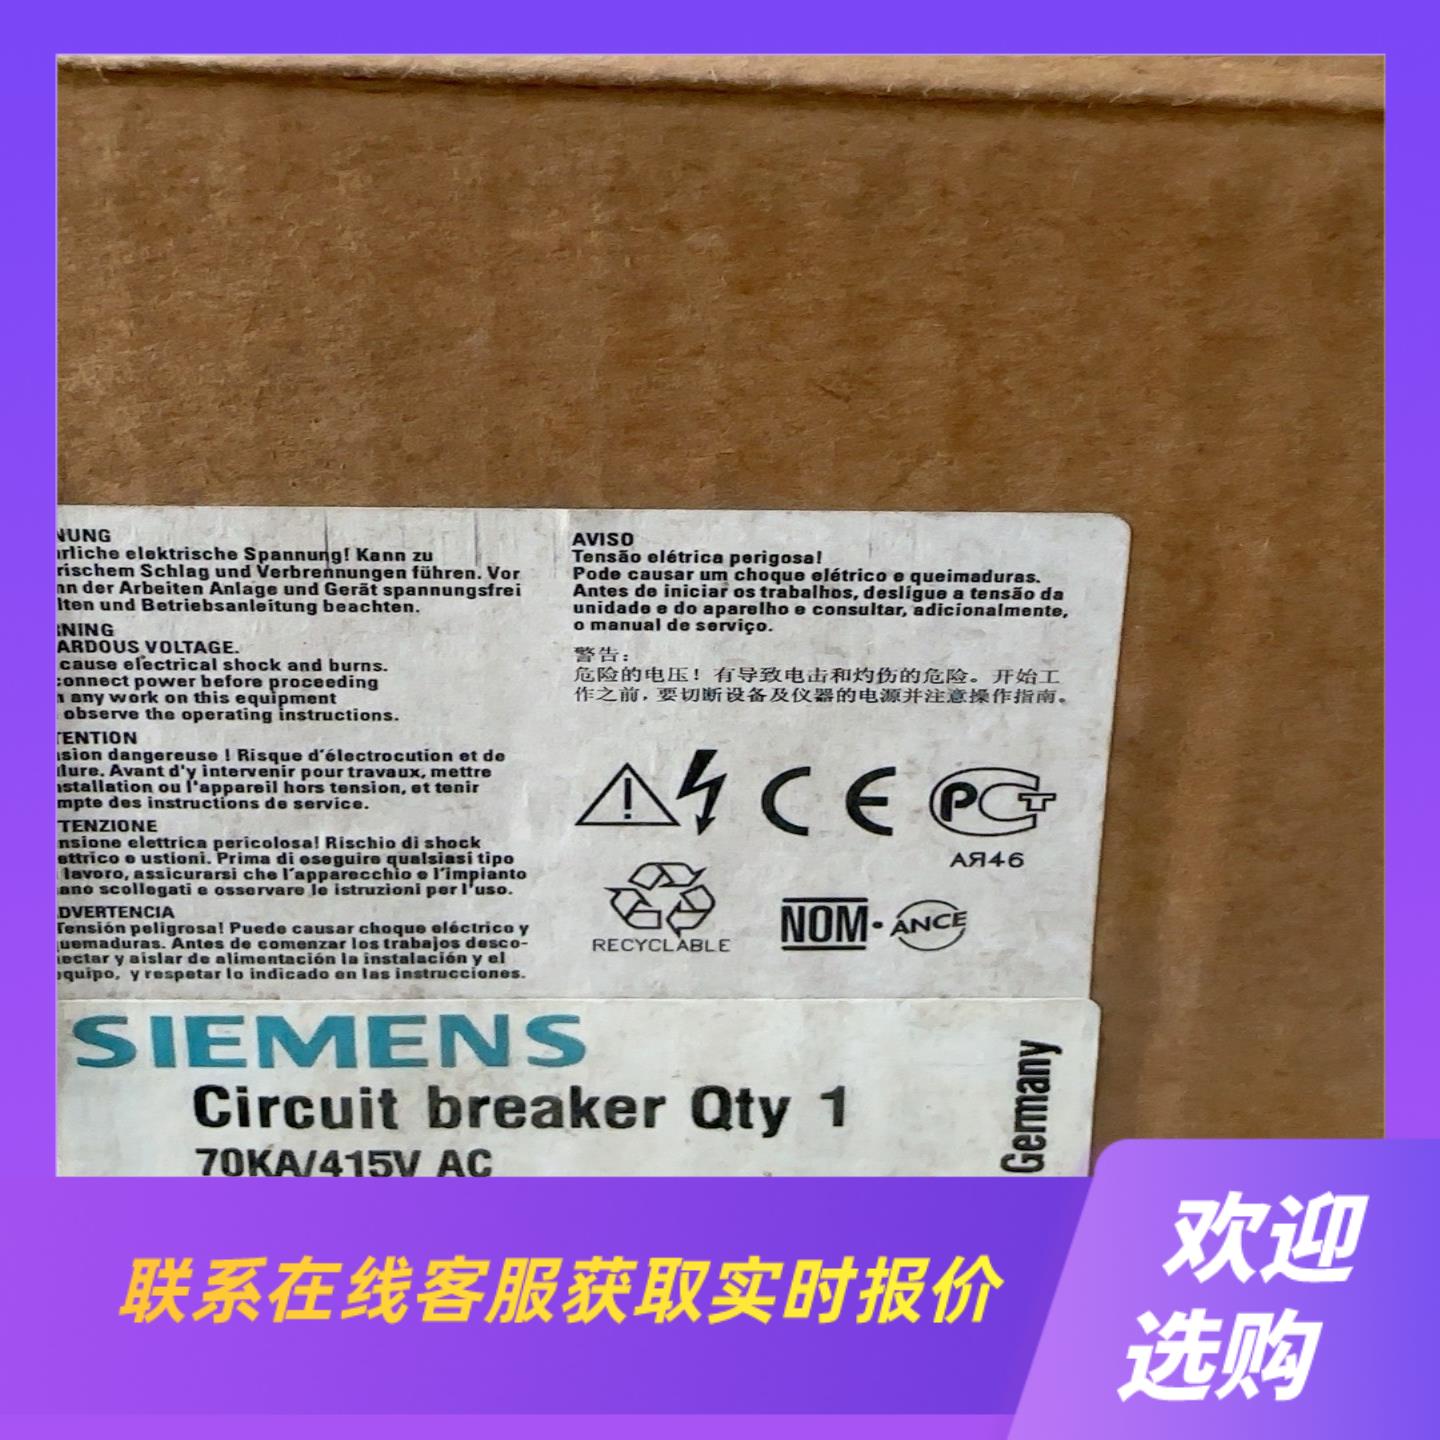 NUNG
rliche elektrische Spannung! Kann zu
rischem Schlag und Verbrennungen führen. Vor
nn der Arbeiten Anlage und Gerät spannungsfrei
lten und Betriebsanleitung beachten.
RNING
ARDOUS VOLTAGE.
cause electrical shock and burns.
connect power before proceeding
any work on this equipment
observe the operating instructions.
TENTION
sion dangereuse ! Risque d'électrocution et de
lure. Avant d'y intervenir pour travaux, mettre
nstallation ou l'appareil hors tension, et tenir
mpte des instructions de service.
TENZIONE
nsione elettrica pericolosa! Rischio di shock
ettrico e ustioni. Prima di eseguire qualsiasi tipo
lavoro, assicurarsi che l'apparecchio e l'impianto
ano scollegati e osservare le istruzioni per l'uso.
DVERTENCIA
Tensión peligrosa! Puede causar choque eléctrico y
uemaduras. Antes de comenzar los trabajos desco-
ectar y aislar de alimentación la instalación y el
quipo, y respetar lo indicado en las instrucciones.
AVISO
Tensão elétrica perigosa!
Pode causar um choque elétrico e queimaduras.
Antes de iniciar os trabalhos, desligue a tensão da
unidade e do aparelho e consultar, adicionalmente,
o manual de serviço.
警告：
危险的电压！有导致电击和灼伤的危险。开始工
作之前，要切断设备及仪器的电源并注意操作指南。
CE PCT
АЯ46
RECYCLABLE
NOM·ANCE
SIEMENS
Circuit breaker Qty 1
70KA/415V AC
Germany
联系在线客服获取实时报价
欢迎
选购